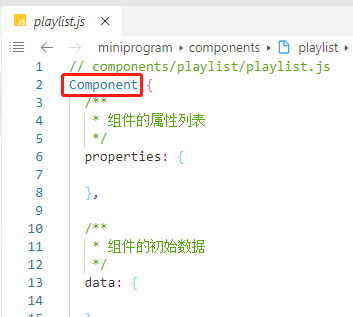 JS playlist.js
miniprogram › components › playlist
1 // components/playlist/playlist.js
2 Component {
3 /**
4 * 组件的属性列表
5 */
6 properties: {
7
8 },
9
10 /**
11 * 组件的初始数据
12 */
13 data: {
14